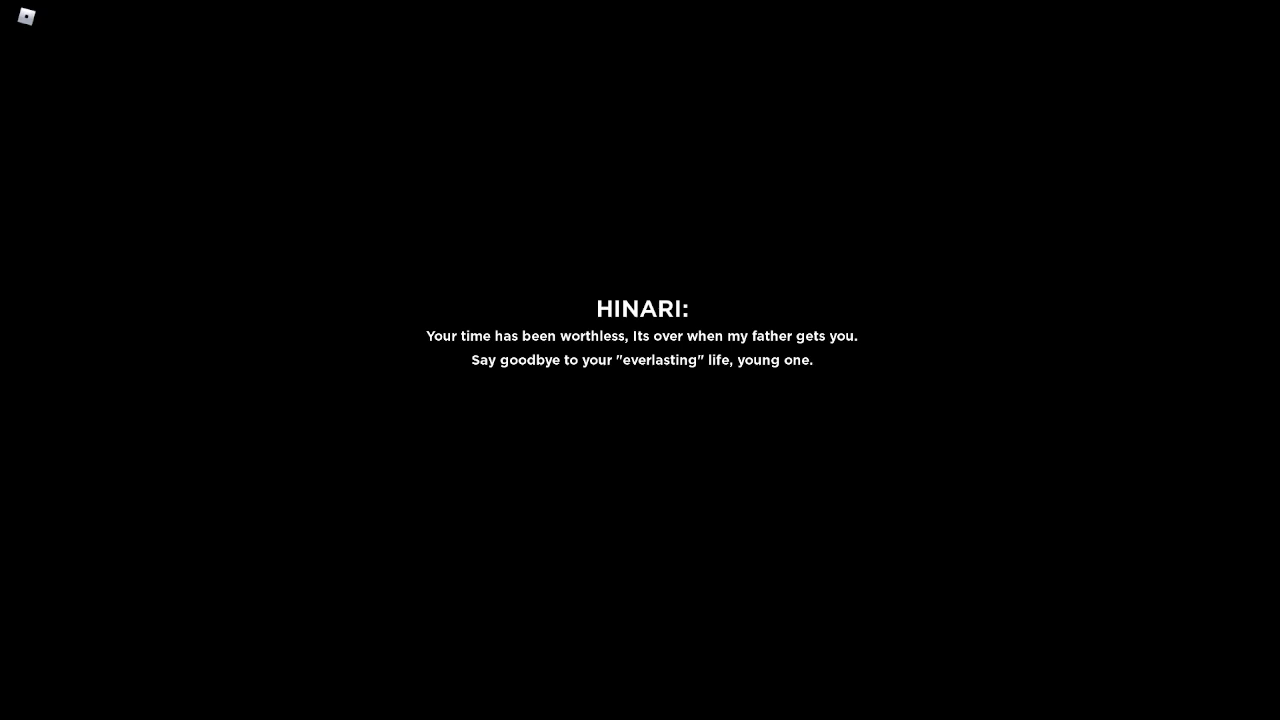 HINARI:
Your time has been worthless, Its over when my father gets you.
Say goodbye to your "everlasting" life, young one.